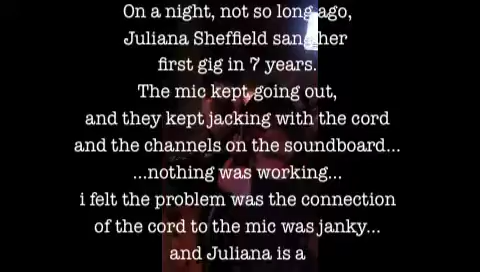 On a night, not so long ago,
Juliana Sheffield sang her
first gig in 7 years.
The mic kept going out,
and they kept jacking with the cord
and the channels on the soundboard...
...nothing was working...
i felt the problem was the connection
of the cord to the mic was janky...
and Juliana is a